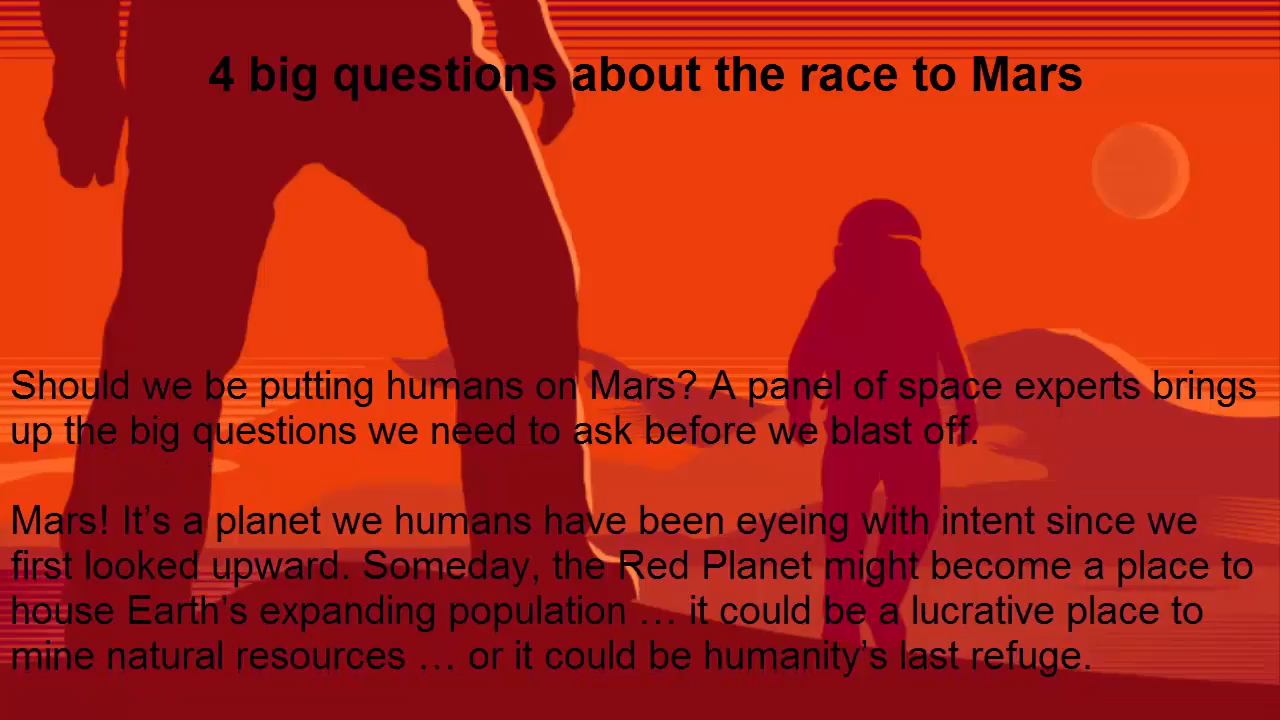 4 big questions about the race to Mars
Should we be putting humans on Mars? A panel of space experts brings
up the big questions we need to ask before we blast off.
Mars! It’s a planet we humans have been eyeing with intent since we
first looked upward. Someday, the Red Planet might become a place to
house Earth’s expanding population … it could be a lucrative place to
mine natural resources … or it could be humanity’s last refuge.